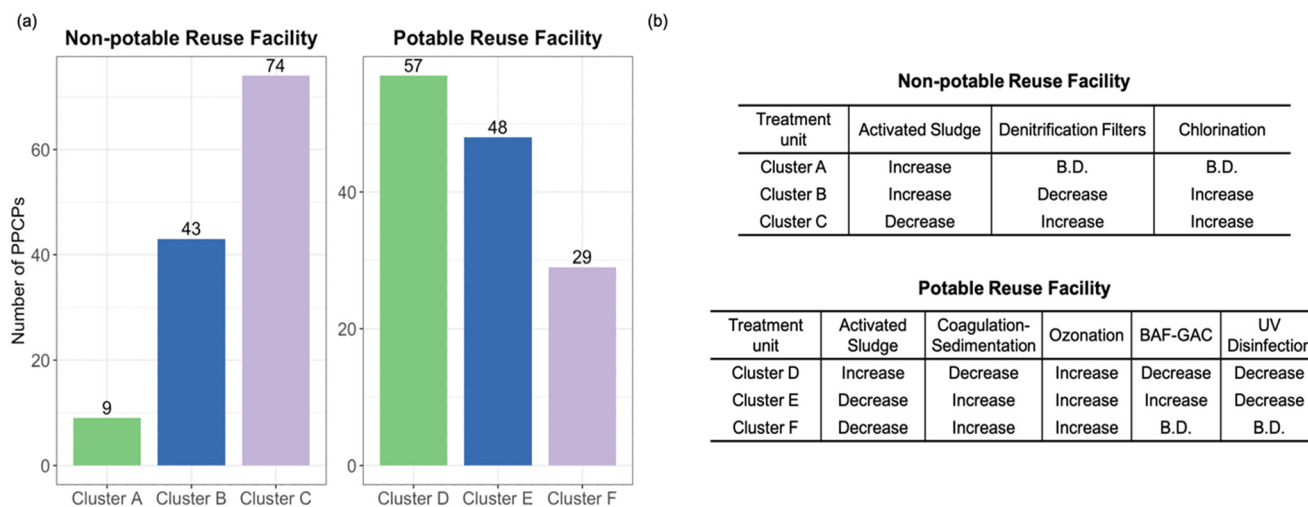 (a)
Non-potable Reuse Facility
Potable Reuse Facility
Number of PPCPs
0
20
40
60
9
43
74
Cluster A Cluster B Cluster C
0
20
40
57
48
29
Cluster D Cluster E Cluster F
(b)
Non-potable Reuse Facility
Treatment unit Activated Sludge Denitrification Filters Chlorination
Cluster A Increase B.D. B.D.
Cluster B Increase Decrease Increase
Cluster C Decrease Increase Increase
Potable Reuse Facility
Treatment unit Activated Sludge Coagulation-Sedimentation Ozonation BAF-GAC UV Disinfection
Cluster D Increase Decrease Increase Decrease Decrease
Cluster E Decrease Increase Increase Increase Decrease
Cluster F Decrease Increase Increase B.D. B.D.